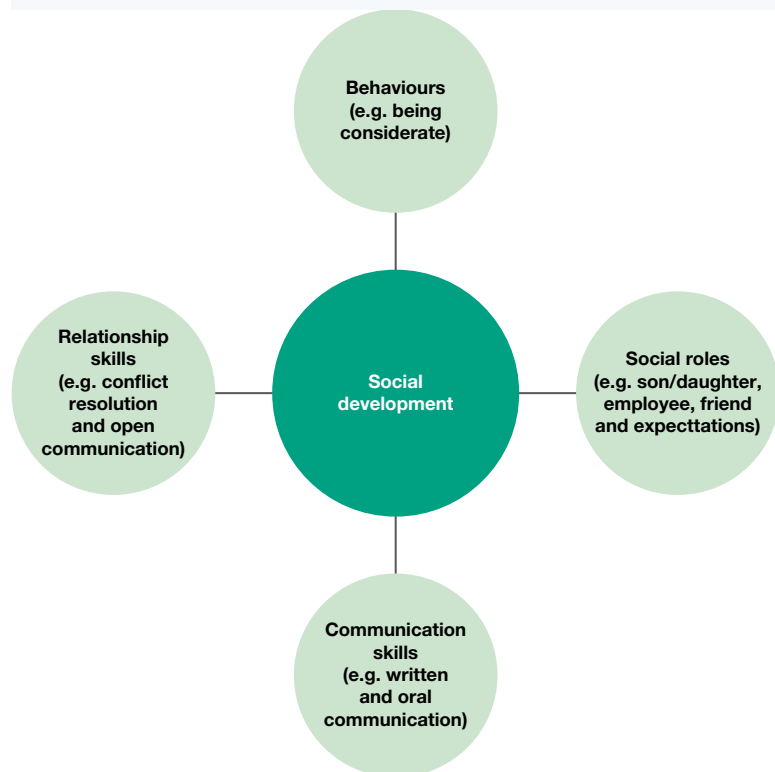 Behaviours
(e.g. being
considerate)
Relationship
skills
(e.g. conflict
resolution
and open
communication)
Social
development
Social roles
(e.g. son/daughter,
employee, friend
and expecttations)
Communication
skills
(e.g. written
and oral
communication)